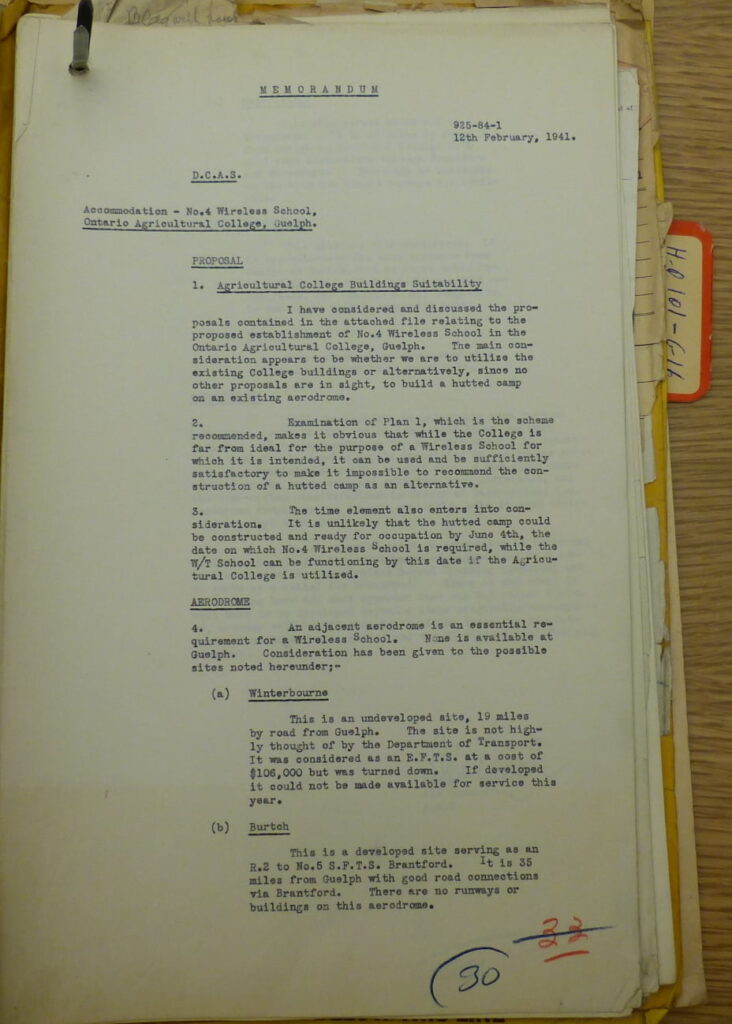 MEMORANDUM
925-84-1
12th February, 1941.
D.C.A.S.
Accommodation - No.4 Wireless School,
Ontario Agricultural College, Guelph.
PROPOSAL
1. Agricultural College Buildings Suitability
I have considered and discussed the pro-
posals contained in the attached file relating to the
proposed establishment of No.4 Wireless School in the
Ontario Agricultural College, Guelph. The main con-
sideration appears to be whether we are to utilize the
existing College buildings or alternatively, since no
other proposals are in sight, to build a hutted camp
on an existing aerodrome.
2. Examination of Plan 1, which is the scheme
recommended, makes it obvious that while the College is
far from ideal for the purpose of a Wireless School for
which it is intended, it can be used and be sufficiently
satisfactory to make it impossible to recommend the con-
struction of a hutted camp as an alternative.
3. The time element also enters into con-
sideration. It is unlikely that the hutted camp could
be constructed and ready for occupation by June 4th, the
date on which No.4 Wireless School is required, while the
W/T School can be functioning by this date if the Agricu-
tural College is utilized.
AERODROME
4. An adjacent aerodrome is an essential re-
quirement for a Wireless School. None is available at
Guelph. Consideration has been given to the possible
sites noted hereunder;-
(a) Winterbourne
This is an undeveloped site, 19 miles
by road from Guelph. The site is not high-
ly thought of by the Department of Transport.
It was considered as an E.F.T.S. at a cost of
$106,000 but was turned down. If developed
it could not be made available for service this
year.
(b) Burtch
This is a developed site serving as an
R.2 to No.5 S.F.T.S. Brantford. It is 35
miles from Guelph with good road connections
via Brantford. There are no runways or
buildings on this aerodrome.
22
30